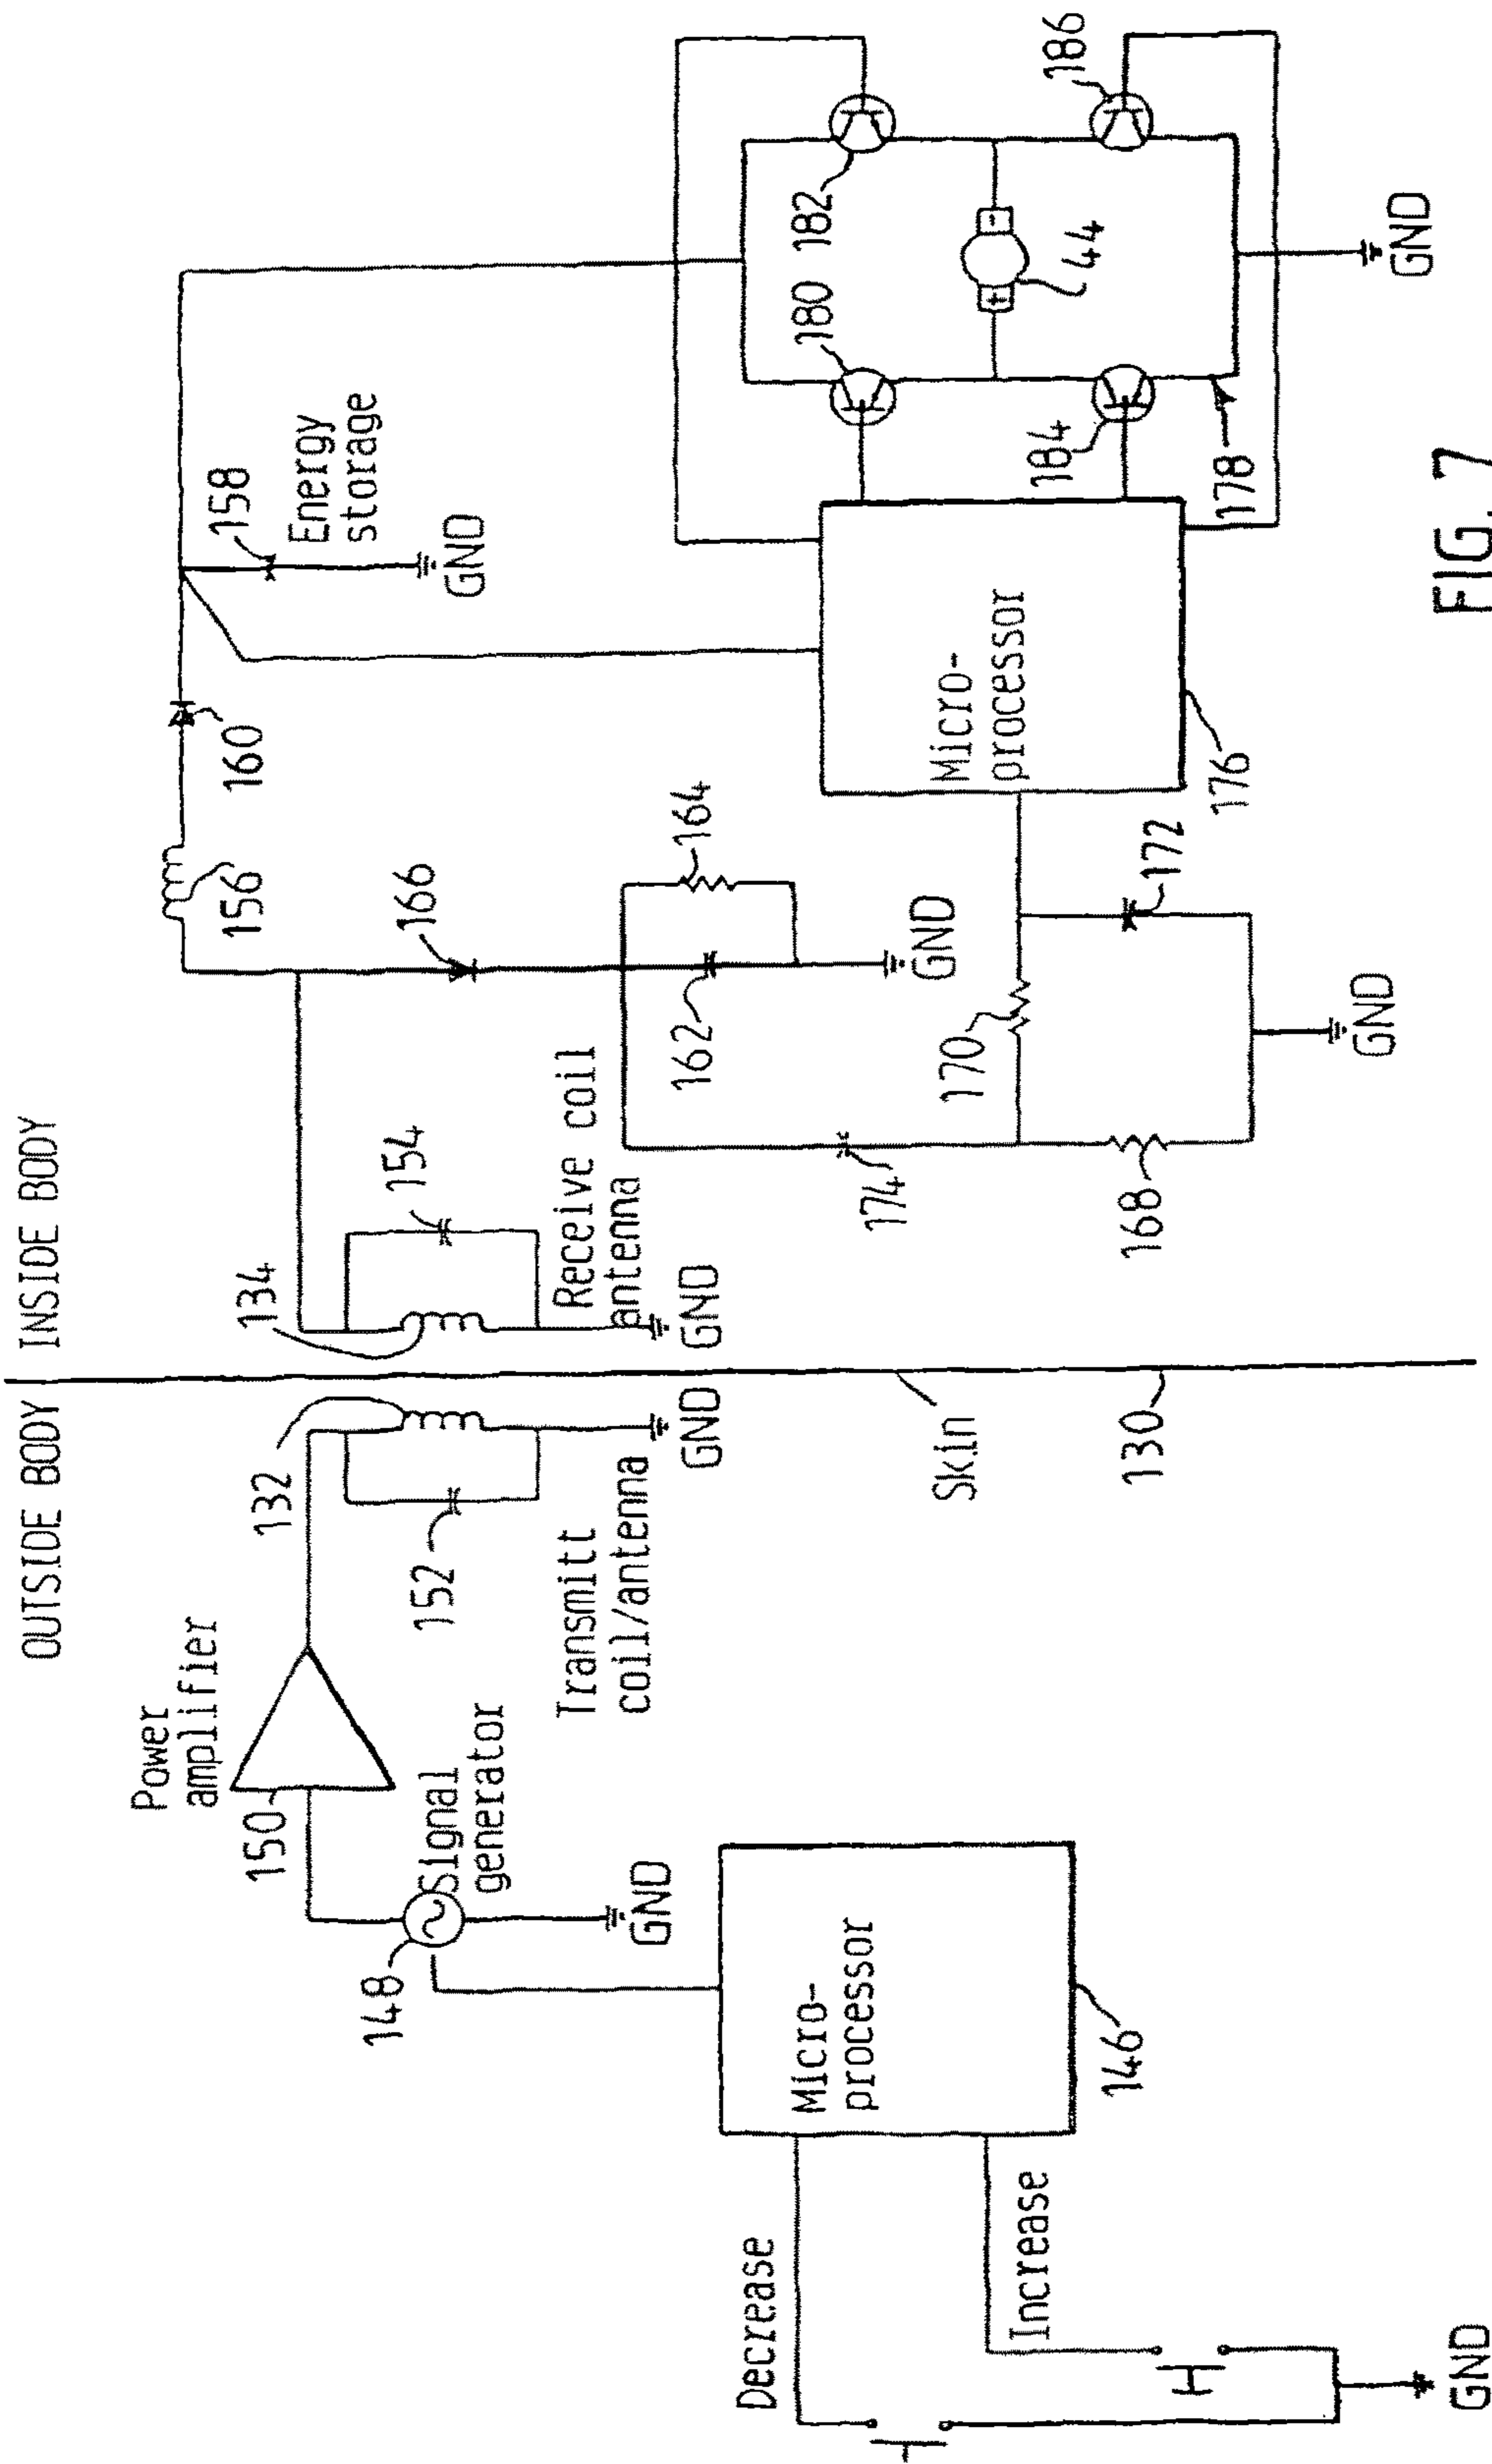 OUTSIDE BODY
INSIDE BODY
Power
amplifier
150
Signal
generator
148
GND
132
152
Transmitt
coil/antenna
GND
134
154
Receive coil
antenna
GND
156
160
158
Energy
storage
GND
166
164
162
GND
174
170
168
172
GND
Micro-
processor
176
180
182
44
184
186
178
GND
Skin
130
Micro-
processor
146
Decrease
Increase
GND
FIG. 7